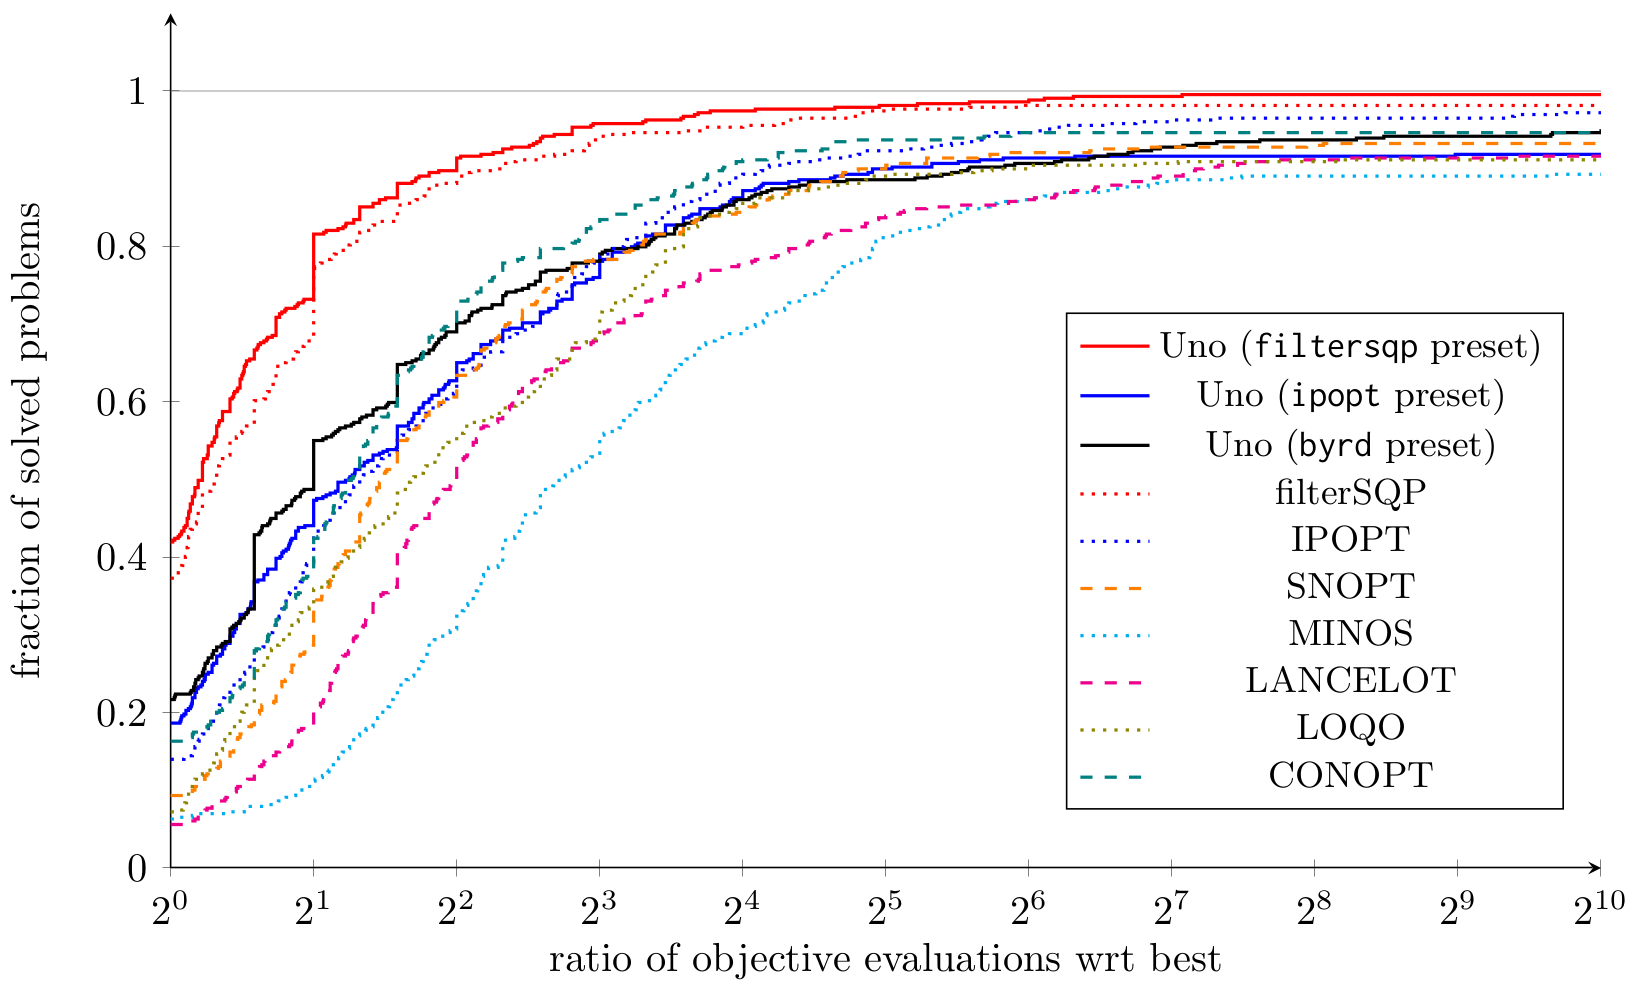 fraction of solved problems
1
0.8
0.6
0.4
0.2
0
2^0 2^1 2^2 2^3 2^4 2^5 2^6 2^7 2^8 2^9 2^10
ratio of objective evaluations wrt best
Uno (filtersqp preset)
Uno (ipopt preset)
Uno (byrd preset)
filterSQP
IPOPT
SNOPT
MINOS
LANCELOT
LOQO
CONOPT